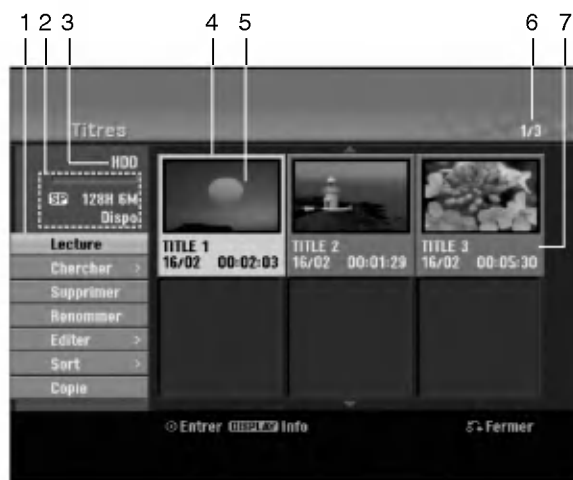 1 2 3 4 5 6 7
Titres
1/3
HDD
SP 128H 6M
Dispo
Lecture
Chercher >
Supprimer
Renommer
Editer >
Sort >
Copie
TITLE 1
16/02 00:02:03
TITLE 2
16/02 00:01:29
TITLE 3
16/02 00:05:30
Entrer DISPLAY Info
Fermer